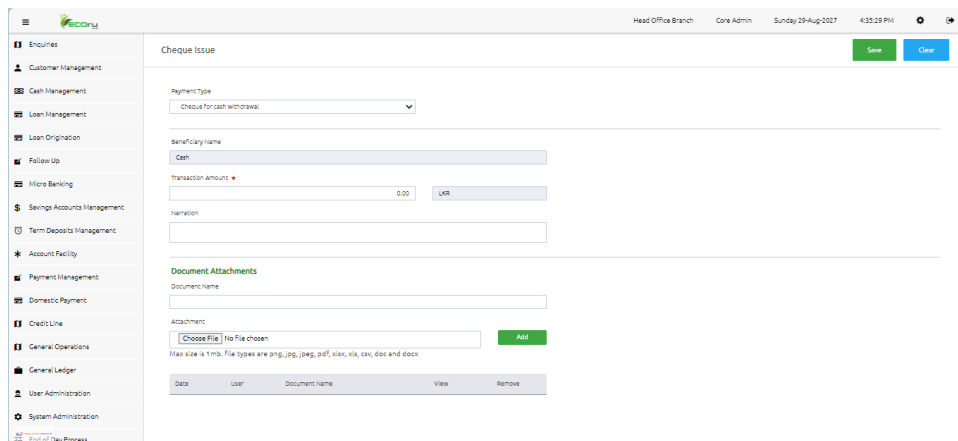 ECOny
Head Office Branch Core Admin Sunday 29-Aug-2027 4:35:29 PM
Enquiries
Customer Management
Cash Management
Loan Management
Loan Origination
Follow Up
Micro Banking
Savings Accounts Management
Term Deposits Management
Account Facility
Payment Management
Domestic Payment
Credit Line
General Operations
General Ledger
User Administration
System Administration
End of Day Process
Cheque Issue
Save Clear
Payment Type
Cheque for cash withdrawal
Beneficiary Name
Cash
Transaction Amount ★
0.00 LKR
Narration
Document Attachments
Document Name
Attachment
Choose File No file chosen
Add
Max size is 1mb. file types are png, jpg, jpeg, pdf, xlsx, xls, csv, doc and docx
Date User Document Name View Remove